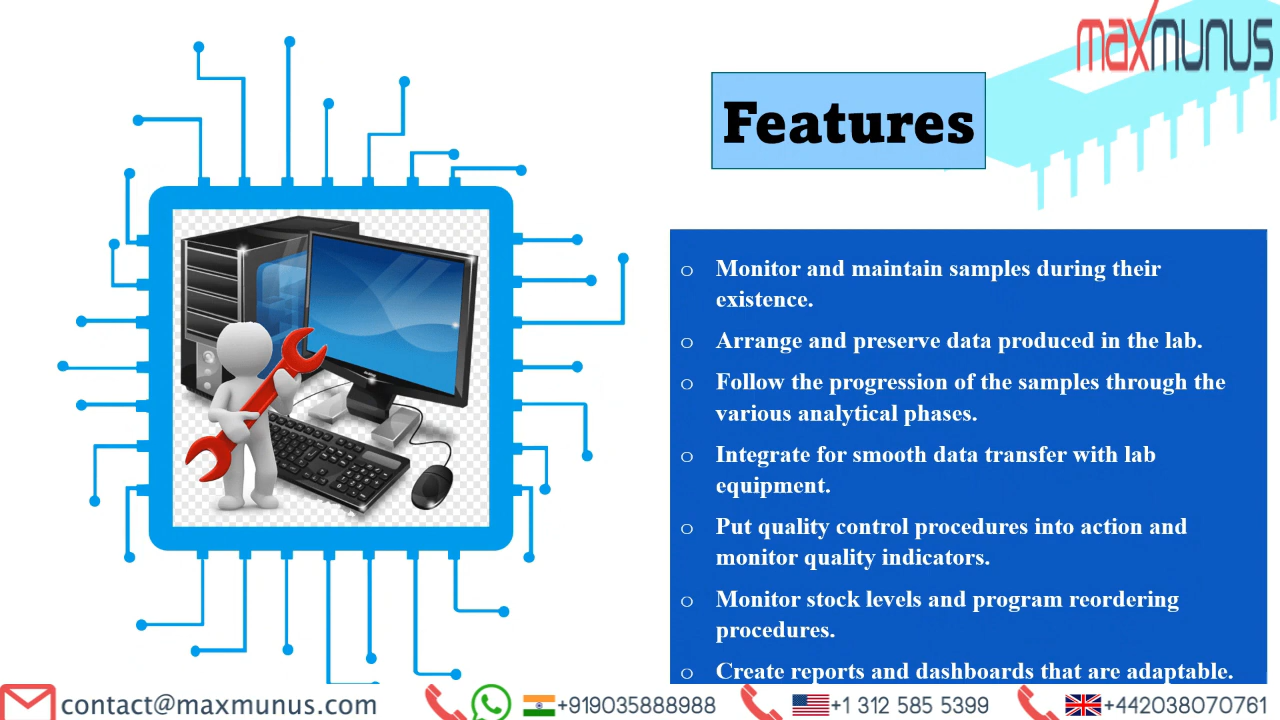 maxmunus
Features
o Monitor and maintain samples during their
existence.
o Arrange and preserve data produced in the lab.
o Follow the progression of the samples through the
various analytical phases.
o Integrate for smooth data transfer with lab
equipment.
o Put quality control procedures into action and
monitor quality indicators.
o Monitor stock levels and program reordering
procedures.
o Create reports and dashboards that are adaptable.
contact@maxmunus.com +919035888988 +1 312 585 5399 +442038070761